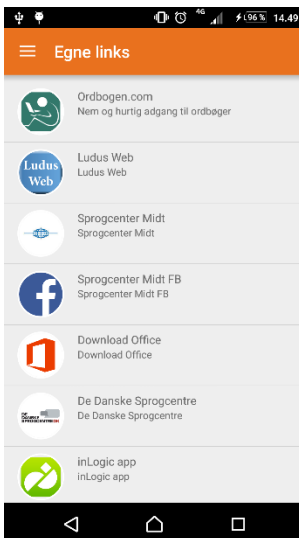 4G
96%
14.49
Egne links
Ordbogen.com
Nem og hurtig adgang til ordbøger
Ludus
Web
Ludus Web
Ludus Web
Sprogcenter Midt
Sprogcenter Midt
Sprogcenter Midt FB
Sprogcenter Midt FB
Download Office
Download Office
De Danske Sprogcentre
De Danske Sprogcentre
inLogic app
inLogic app